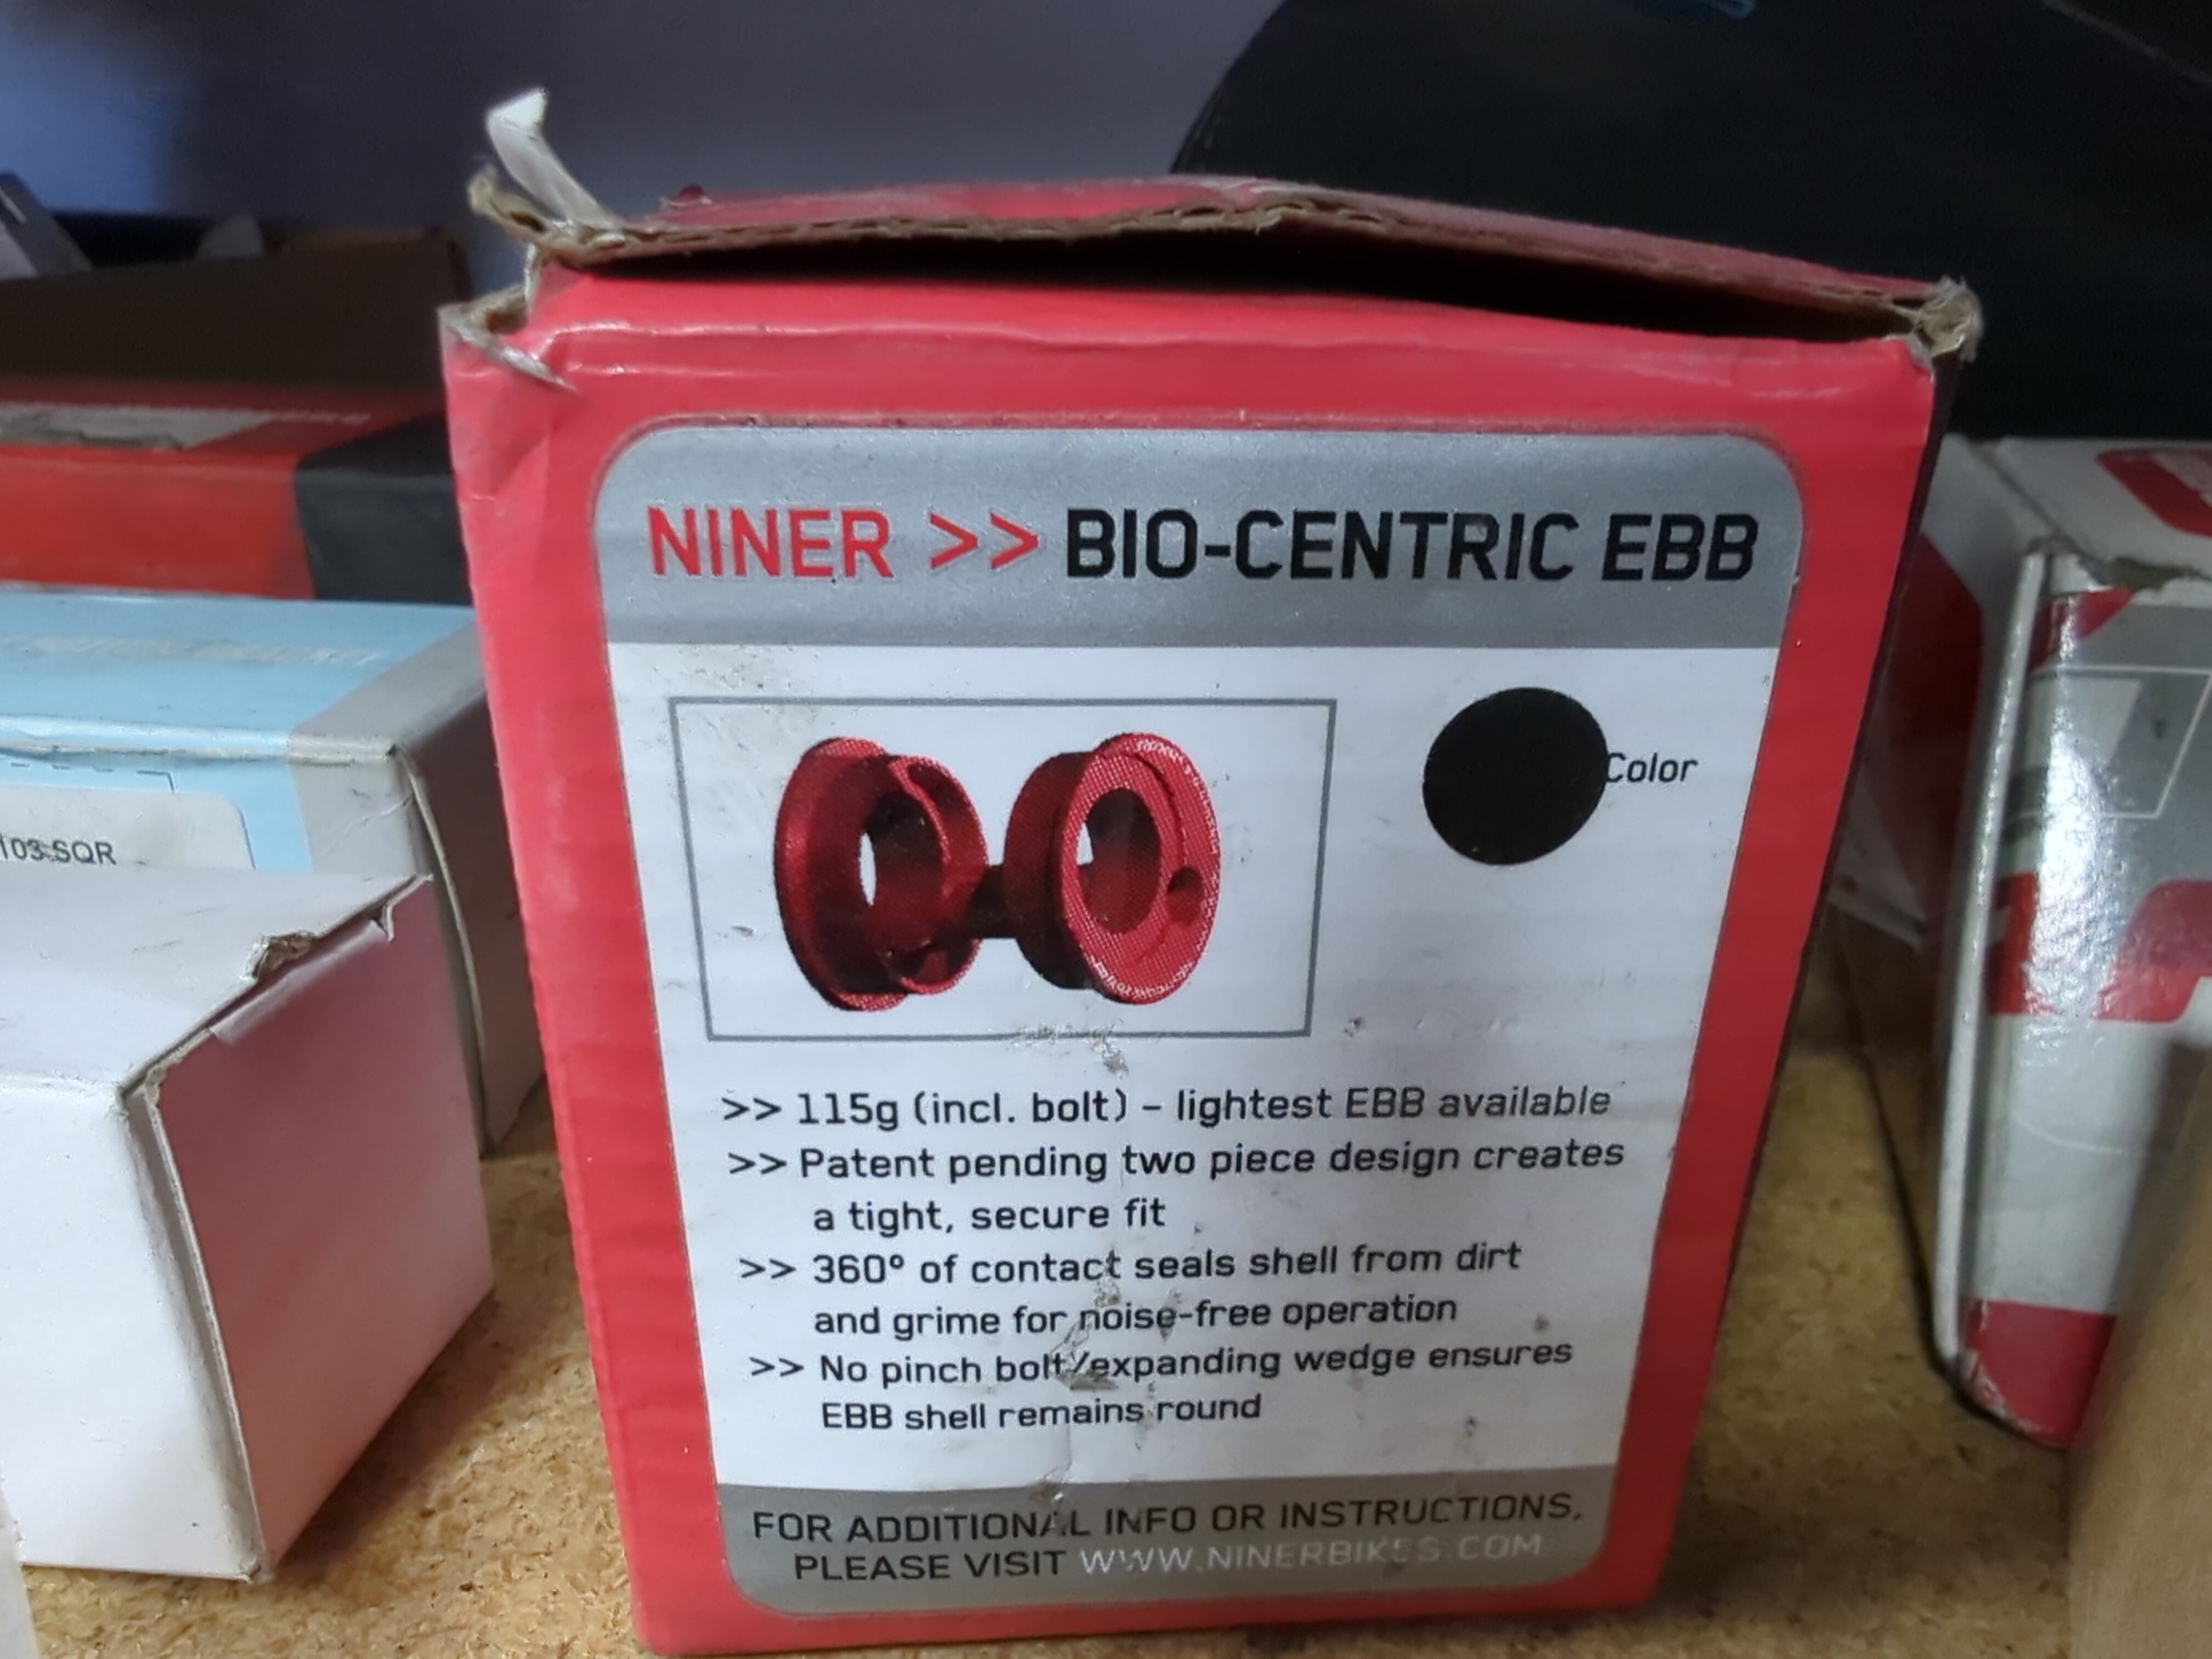 NINER >> BIO-CENTRIC EBB
Color
>> 115g (incl. bolt) – lightest EBB available
>> Patent pending two piece design creates
a tight, secure fit
>> 360° of contact seals shell from dirt
and grime for noise-free operation
>> No pinch bolt/expanding wedge ensures
EBB shell remains round
FOR ADDITIONAL INFO OR INSTRUCTIONS,
PLEASE VISIT WWW.NINERBIKES.COM
103 SQR